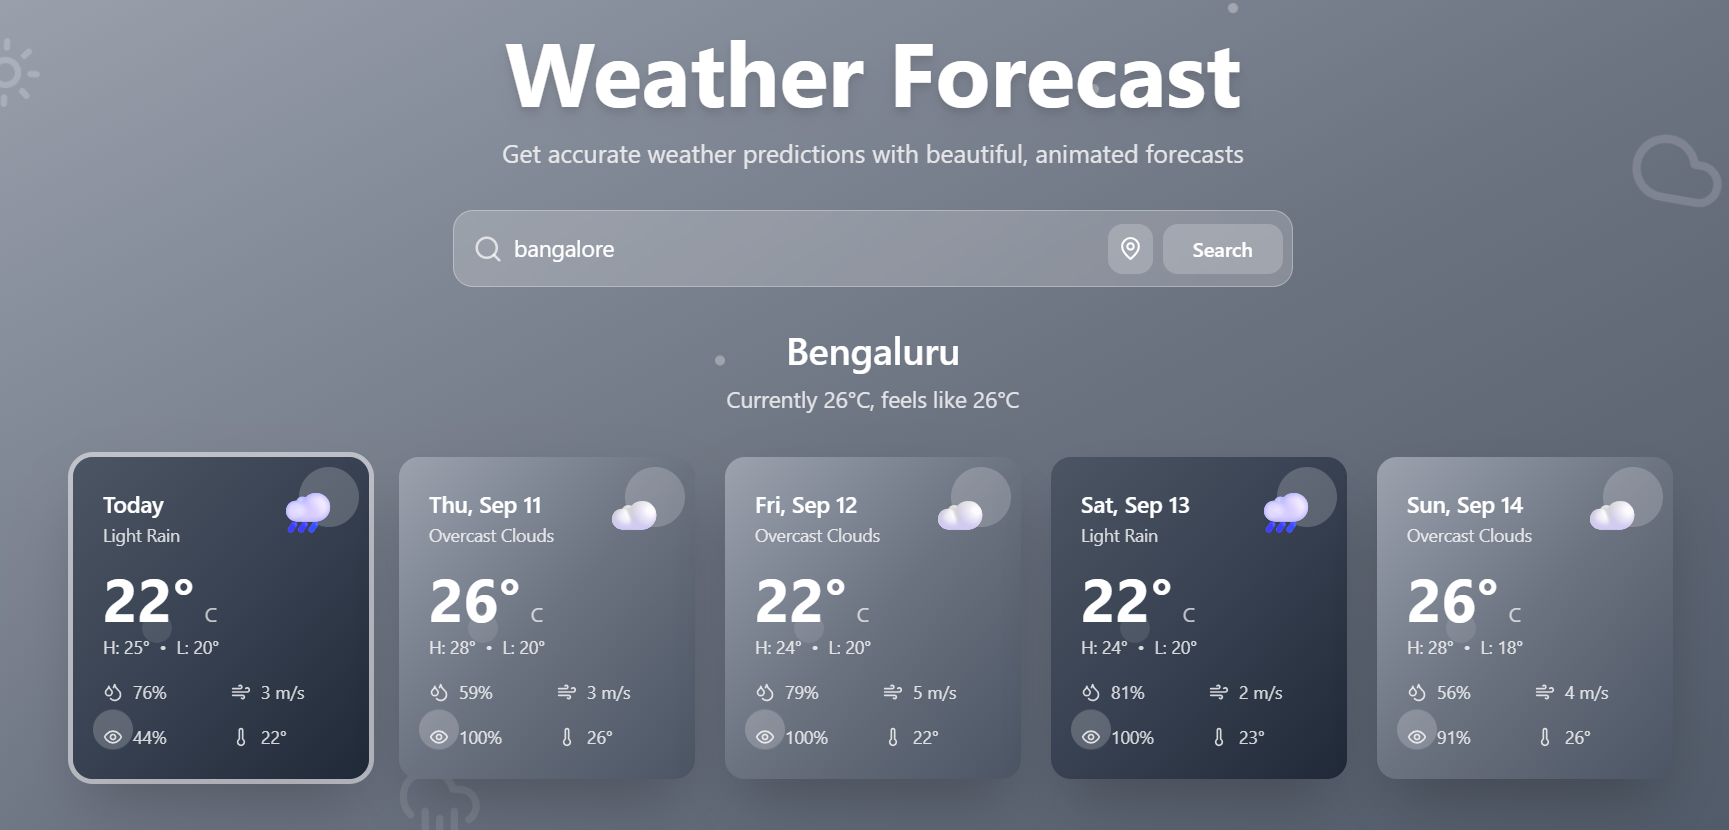 Weather Forecast
Get accurate weather predictions with beautiful, animated forecasts
bangalore
Search
Bengaluru
Currently 26°C, feels like 26°C
Today
Light Rain
22° C
H: 25° • L: 20°
76% 3 m/s
44% 22°
Thu, Sep 11
Overcast Clouds
26° C
H: 28° • L: 20°
59% 3 m/s
100% 26°
Fri, Sep 12
Overcast Clouds
22° C
H: 24° • L: 20°
79% 5 m/s
100% 22°
Sat, Sep 13
Light Rain
22° C
H: 24° • L: 20°
81% 2 m/s
100% 23°
Sun, Sep 14
Overcast Clouds
26° C
H: 28° • L: 18°
56% 4 m/s
91% 26°